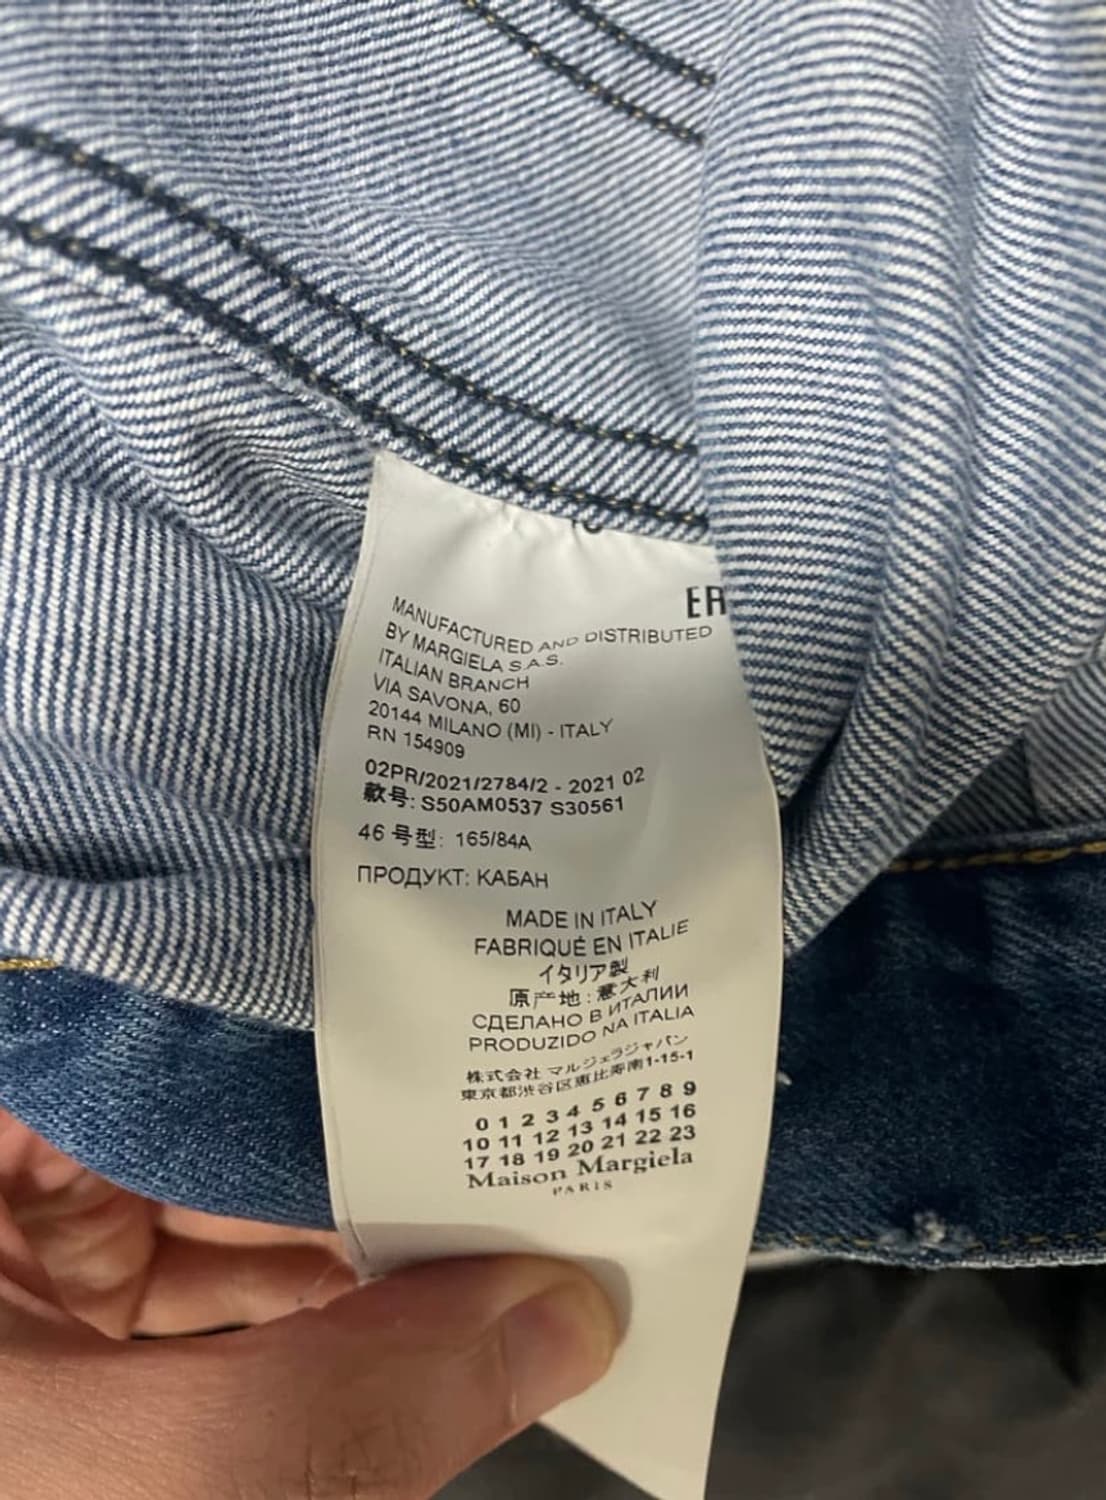 MANUFACTURED AND DISTRIBUTED
BY MARGIELA S.A.S.
ITALIAN BRANCH
VIA SAVONA, 60
20144 MILANO (MI) - ITALY
RN 154909
02PR/2021/2784/2 - 2021 02
款号: S50AM0537 S30561
46 号型: 165/84A
ПРОДУКТ: КАБАН
MADE IN ITALY
FABRIQUÉ EN ITALIE
イタリア製
原产地: 意大利
СДЕЛАНО В ИТАЛИИ
PRODUZIDO NA ITALIA
株式会社 マルジェラジャパン
東京都渋谷区恵比寿南1-15-1
0 1 2 3 4 5 6 7 8 9
10 11 12 13 14 15 16
17 18 19 20 21 22 23
Maison Margiela
PARIS